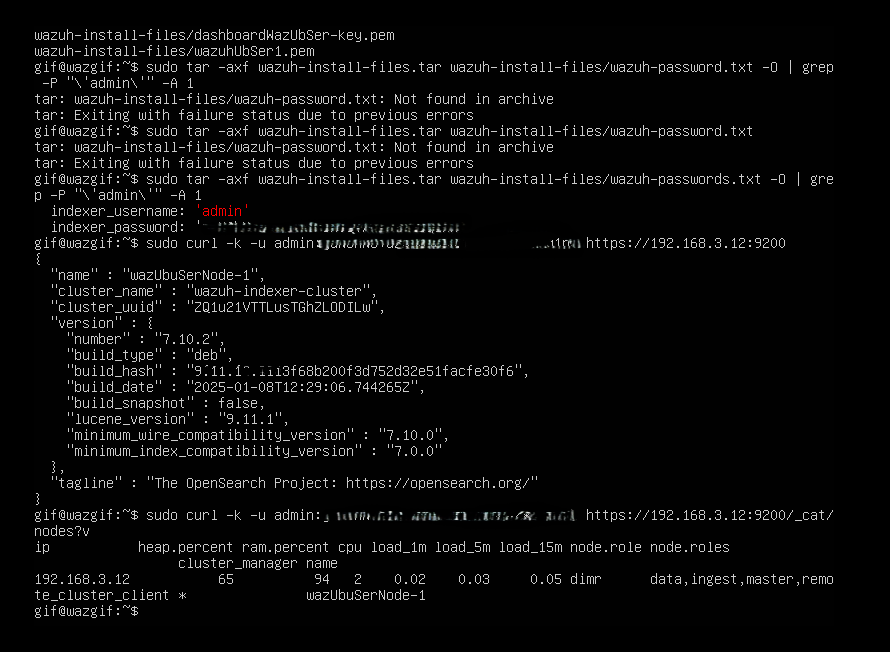 wazuh-install-files/dashboardWazUbSer-key.pem
wazuh-install-files/wazuhUbSer1.pem
gif@wazgif:~$ sudo tar -axf wazuh-install-files.tar wazuh-install-files/wazuh-password.txt -O | grep
 -P "\'admin\'" -A 1
tar: wazuh-install-files/wazuh-password.txt: Not found in archive
tar: Exiting with failure status due to previous errors
gif@wazgif:~$ sudo tar -axf wazuh-install-files.tar wazuh-install-files/wazuh-password.txt
tar: wazuh-install-files/wazuh-password.txt: Not found in archive
tar: Exiting with failure status due to previous errors
gif@wazgif:~$ sudo tar -axf wazuh-install-files.tar wazuh-install-files/wazuh-passwords.txt -O | gre
p -P "\'admin\'" -A 1
  indexer_username: 'admin'
  indexer_password: '
gif@wazgif:~$ sudo curl -k -u admin: https://192.168.3.12:9200
{
  "name" : "wazUbuSerNode-1",
  "cluster_name" : "wazuh-indexer-cluster",
  "cluster_uuid" : "ZQ1u21VTTLusTGhZLODILw",
  "version" : {
    "number" : "7.10.2",
    "build_type" : "deb",
    "build_hash" :
    "build_date" : "2025-01-08T12:29:06.744265Z",
    "build_snapshot" : false,
    "lucene_version" : "9.11.1",
    "minimum_wire_compatibility_version" : "7.10.0",
    "minimum_index_compatibility_version" : "7.0.0"
  },
  "tagline" : "The OpenSearch Project: https://opensearch.org/"
}
gif@wazgif:~$ sudo curl -k -u admin: https://192.168.3.12:9200/_cat/
nodes?v
ip           heap.percent ram.percent cpu load_1m load_5m load_15m node.role node.roles
                  cluster_manager name
192.168.3.12           65          94   2    0.02    0.03     0.05 dimr      data,ingest,master,remo
te_cluster_client *               wazUbuSerNode-1
gif@wazgif:~$